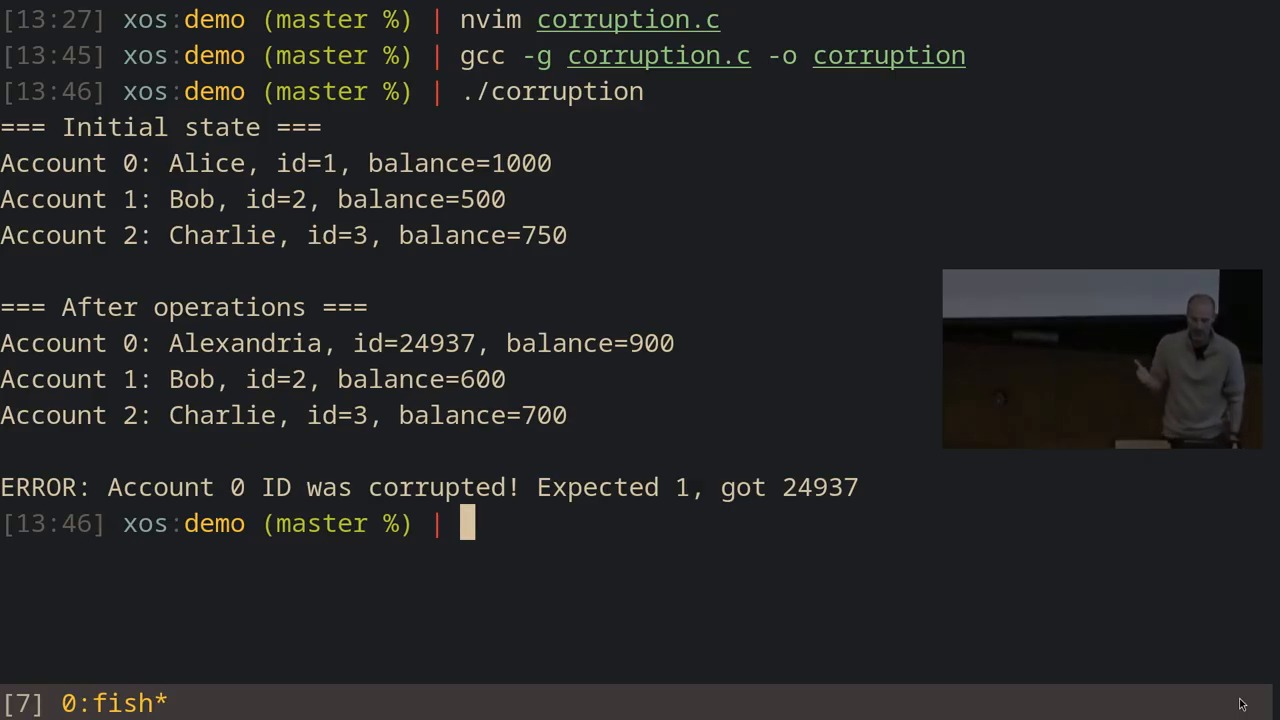 [13:27] xos:demo (master %) | nvim corruption.c
[13:45] xos:demo (master %) | gcc -g corruption.c -o corruption
[13:46] xos:demo (master %) | ./corruption
=== Initial state ===
Account 0: Alice, id=1, balance=1000
Account 1: Bob, id=2, balance=500
Account 2: Charlie, id=3, balance=750
=== After operations ===
Account 0: Alexandria, id=24937, balance=900
Account 1: Bob, id=2, balance=600
Account 2: Charlie, id=3, balance=700
ERROR: Account 0 ID was corrupted! Expected 1, got 24937
[13:46] xos:demo (master %) |
[7] 0:fish*